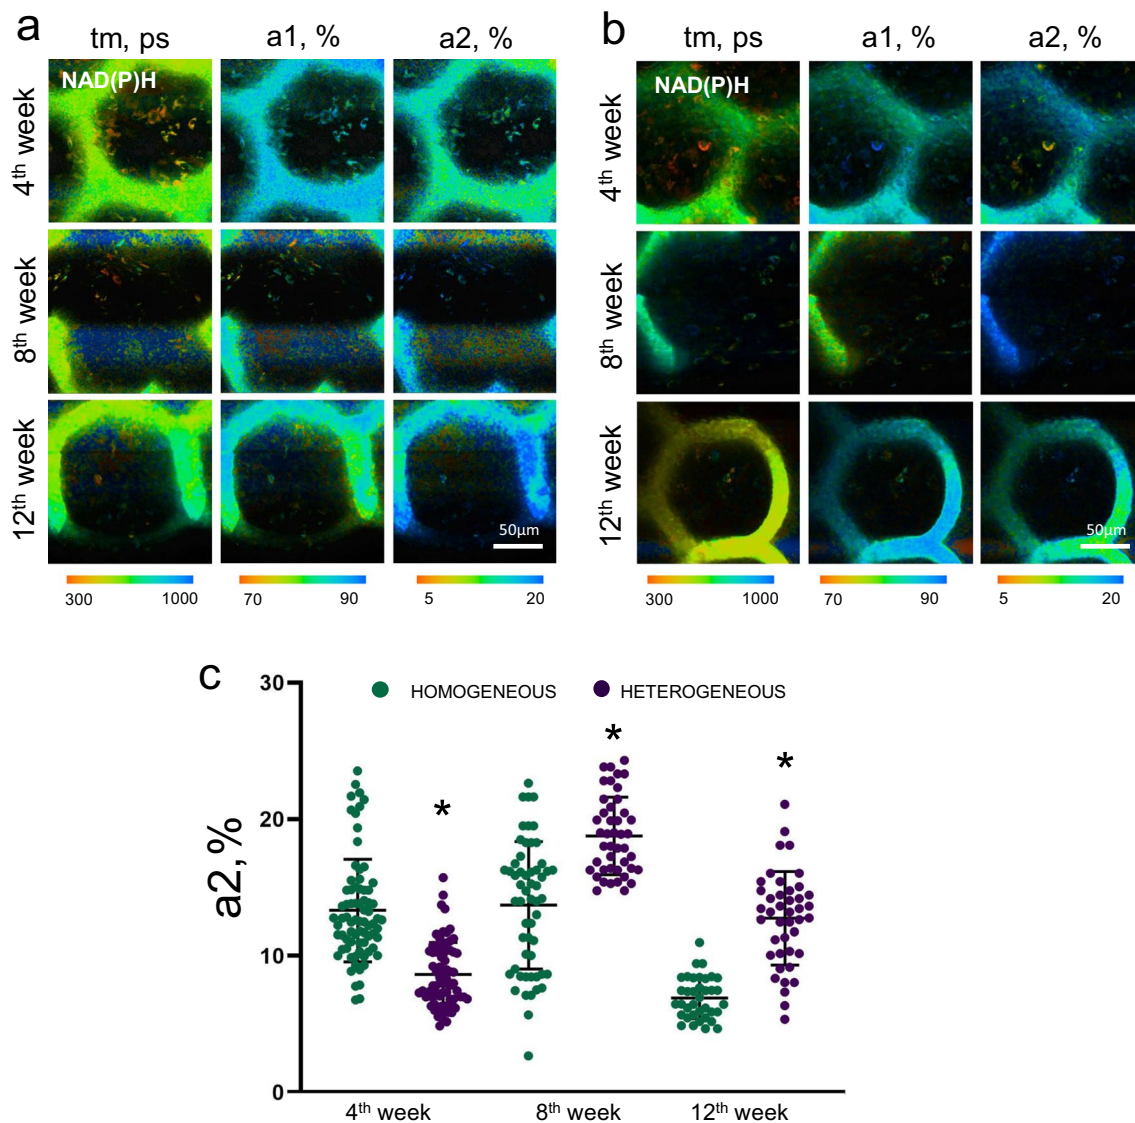 a
tm, ps a1, % a2, %
NAD(P)H
4th week
8th week
12th week
50µm
300 1000 70 90 5 20
b
tm, ps a1, % a2, %
NAD(P)H
4th week
8th week
12th week
50µm
300 1000 70 90 5 20
c
HOMOGENEOUS HETEROGENEOUS
a2, %
30
20
10
0
* * *
4th week 8th week 12th week